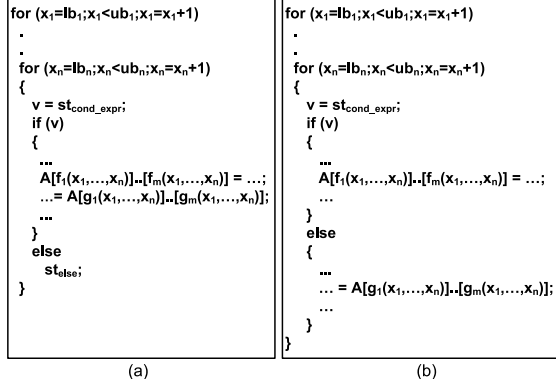 for (x₁=lb₁;x₁<ub₁;x₁=x₁+1)
.
.
for (xₙ=lbₙ;xₙ<ubₙ;xₙ=xₙ+1)
{
v = st_cond_expr;
if (v)
{
...
A[f₁(x₁,…,xₙ)]..[fₘ(x₁,…,xₙ)] = …;
…= A[g₁(x₁,…,xₙ)]..[gₘ(x₁,…,xₙ)];
...
}
else
st_else;
}
(a)
for (x₁=lb₁;x₁<ub₁;x₁=x₁+1)
.
.
for (xₙ=lbₙ;xₙ<ubₙ;xₙ=xₙ+1)
{
v = st_cond_expr;
if (v)
{
...
A[f₁(x₁,…,xₙ)]..[fₘ(x₁,…,xₙ)] = …;
…
}
else
{
...
… = A[g₁(x₁,…,xₙ)]..[gₘ(x₁,…,xₙ)];
…
}
}
(b)